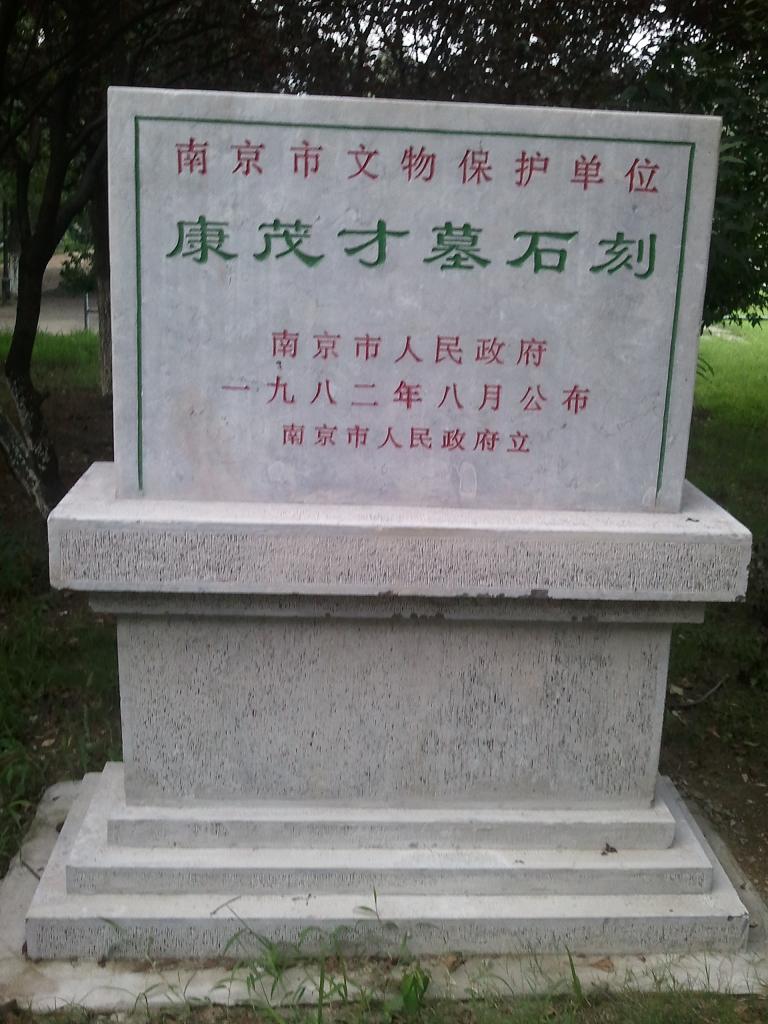 南京市文物保护单位
康茂才墓石刻
南京市人民政府
一九八二年八月公布
南京市人民政府立